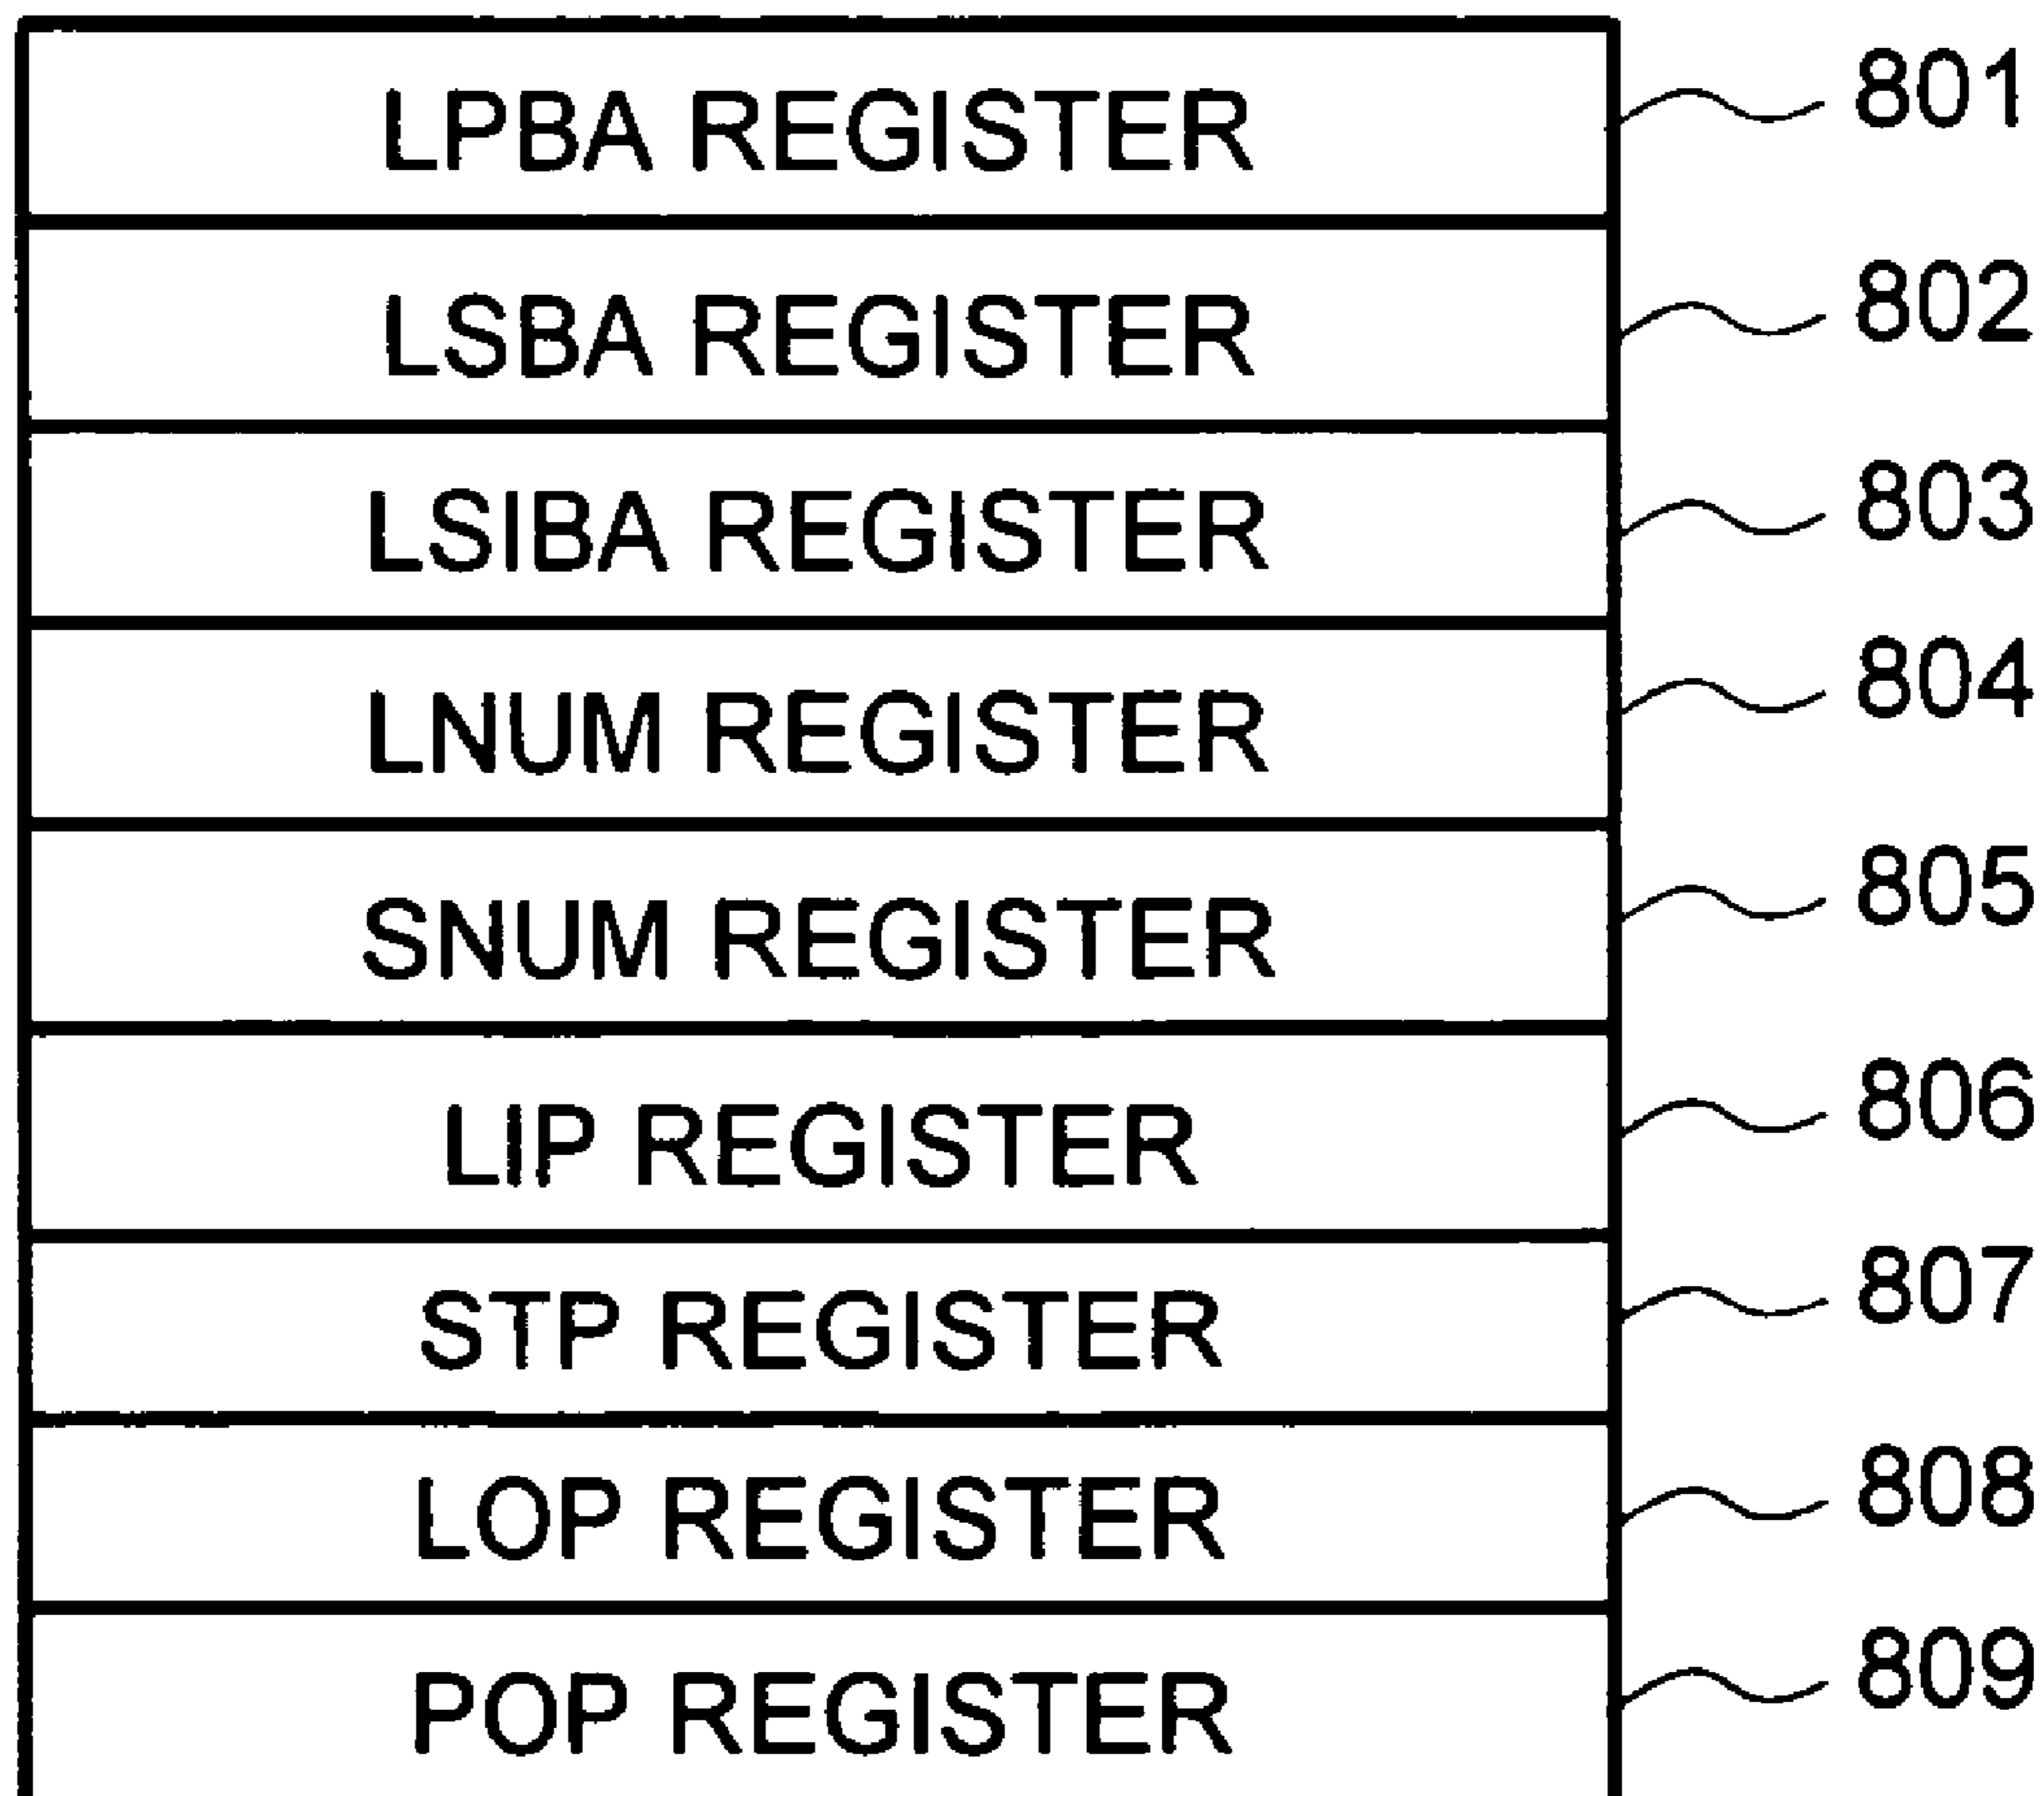 LPBA REGISTER 801
LSBA REGISTER 802
LSIBA REGISTER 803
LNUM REGISTER 804
SNUM REGISTER 805
LIP REGISTER 806
STP REGISTER 807
LOP REGISTER 808
POP REGISTER 809